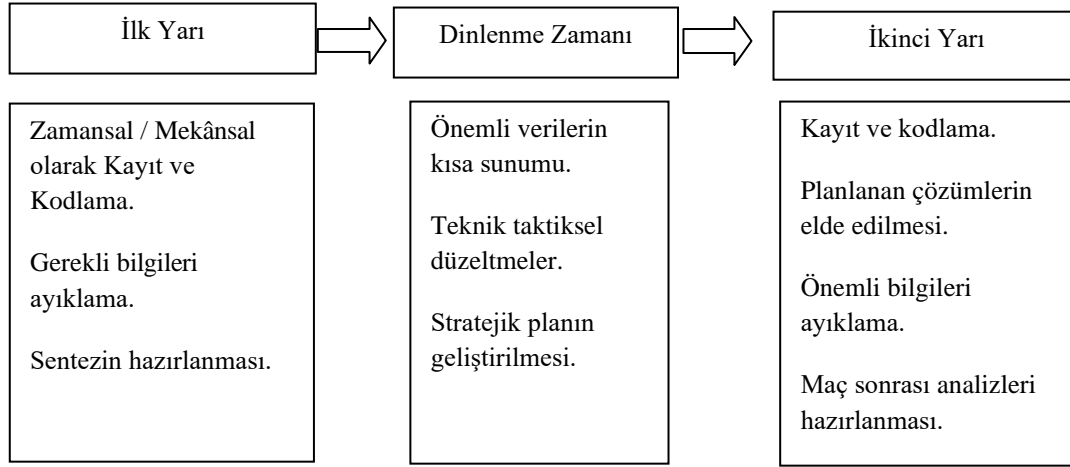 İlk Yarı
Dinlenme Zamanı
İkinci Yarı
Zamansal / Mekânsal
olarak Kayıt ve
Kodlama.
Gerekli bilgileri
ayıklama.
Sentezin hazırlanması.
Önemli verilerin
kısa sunumu.
Teknik taktiksel
düzeltmeler.
Stratejik planın
geliştirilmesi.
Kayıt ve kodlama.
Planlanan çözümlerin
elde edilmesi.
Önemli bilgileri
ayıklama.
Maç sonrası analizleri
hazırlanması.